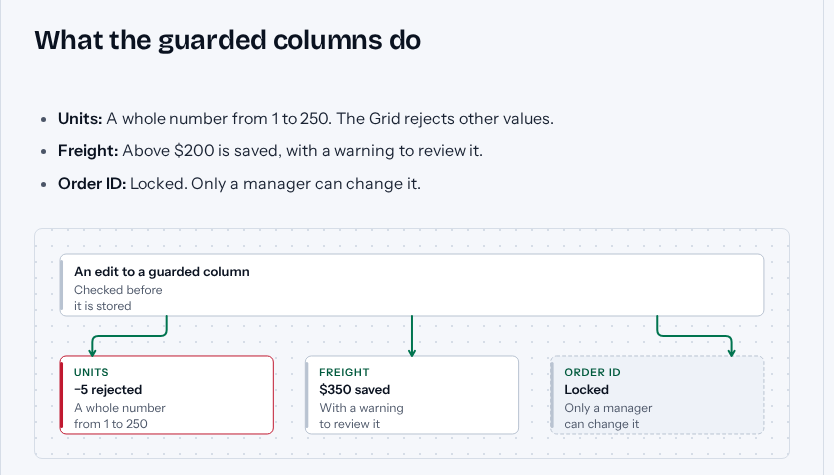 What the guarded columns do
Units: A whole number from 1 to 250. The Grid rejects other values.
Freight: Above $200 is saved, with a warning to review it.
Order ID: Locked. Only a manager can change it.
An edit to a guarded column
Checked before
it is stored
UNITS
−5 rejected
A whole number
from 1 to 250
FREIGHT
$350 saved
With a warning
to review it
ORDER ID
Locked
Only a manager
can change it